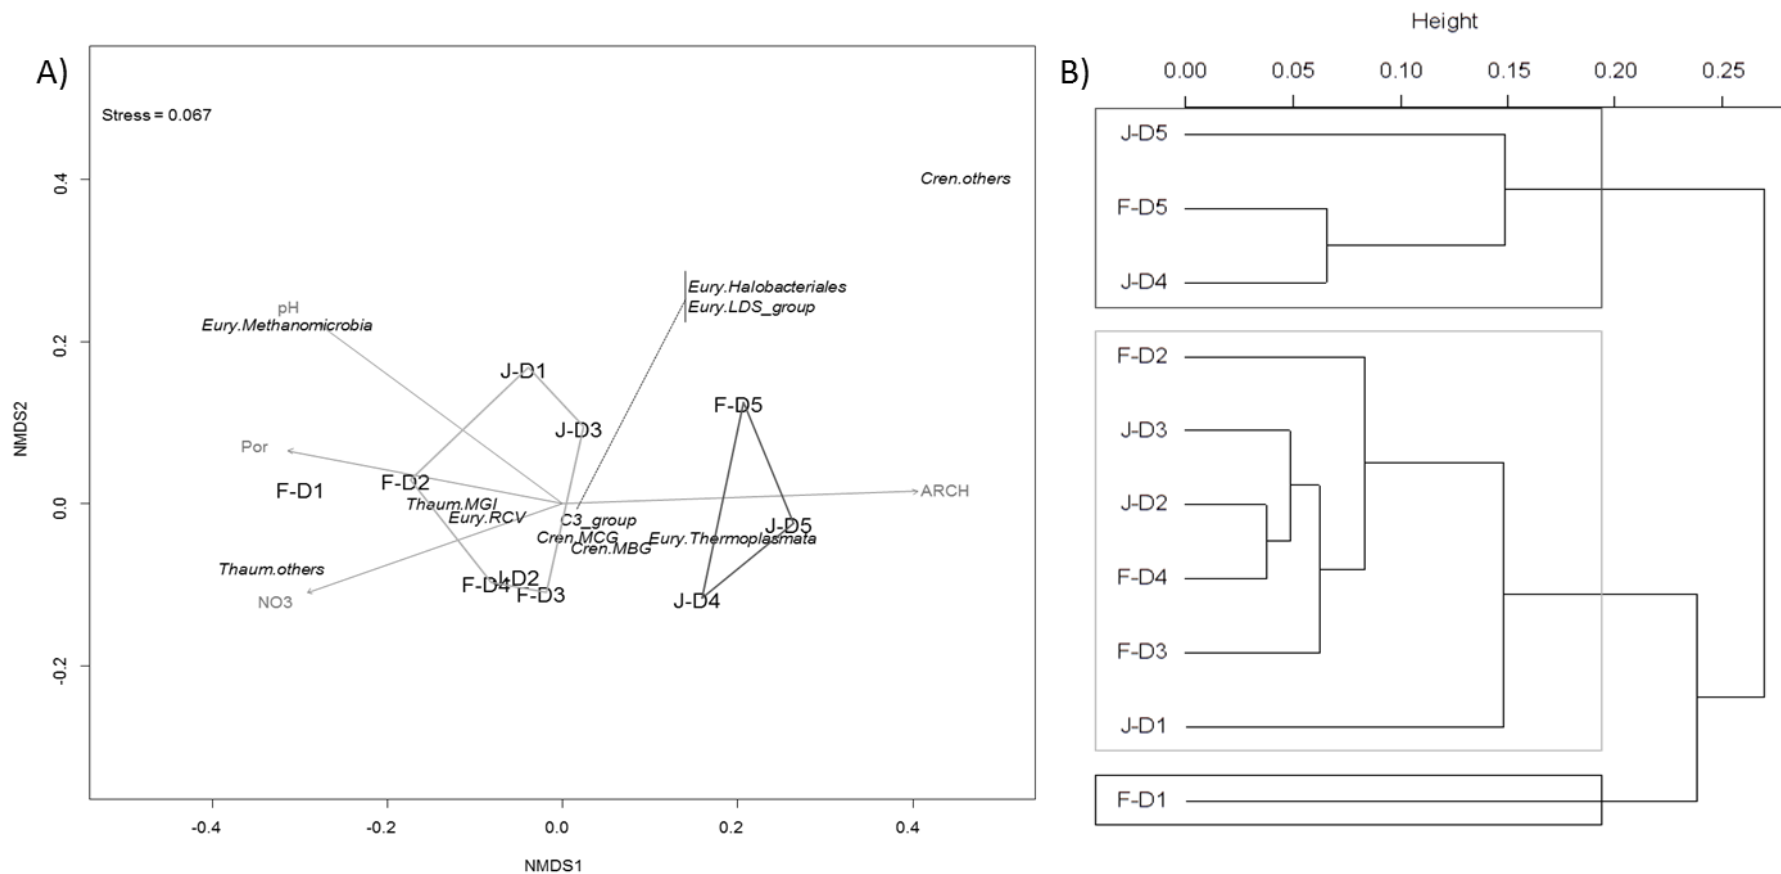 A)
Stress = 0.067
Cren.others
Eury.Halobacteriales
Eury.LDS_group
pH
Eury.Methanomicrobia
J-D1
F-D5
J-D3
Por
F-D1
F-D2
ARCH
Thaum.MGI
Eury.RCV
C3_group
J-D5
Cren.MCG
Cren.MBG
Eury.Thermoplasmata
Thaum.others
F-D4
J-D2
F-D3
NO3
J-D4
NMDS2
0.4
0.2
0.0
-0.2
-0.4
-0.2
0.0
0.2
0.4
NMDS1
B)
Height
0.00 0.05 0.10 0.15 0.20 0.25
J-D5
F-D5
J-D4
F-D2
J-D3
J-D2
F-D4
F-D3
J-D1
F-D1